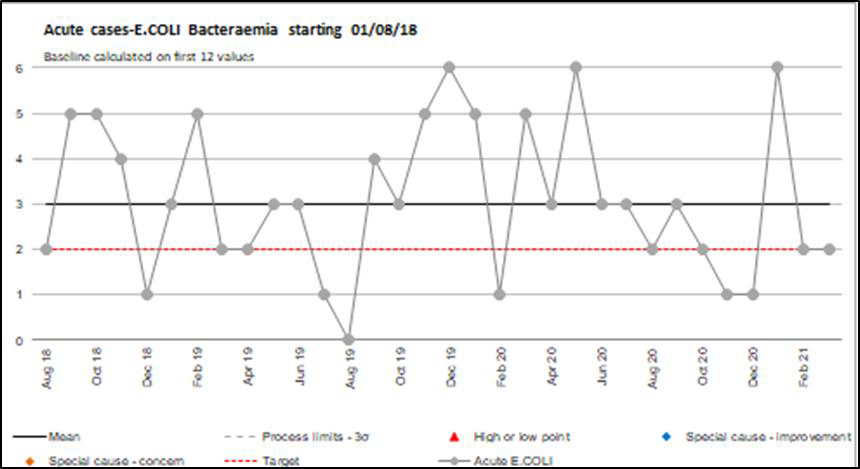 Acute cases-E.COLI Bacteraemia starting 01/08/18
Baseline calculated on first 12 values
6
5
4
3
2
1
0
Aug 18 Oct 18 Dec 18 Feb 19 Apr 19 Jun 19 Aug 19 Oct 19 Dec 19 Feb 20 Apr 20 Jun 20 Aug 20 Oct 20 Dec 20 Feb 21
Mean Process limits - 3σ High or low point Special cause - improvement
Special cause - concern Target Acute E.COLI